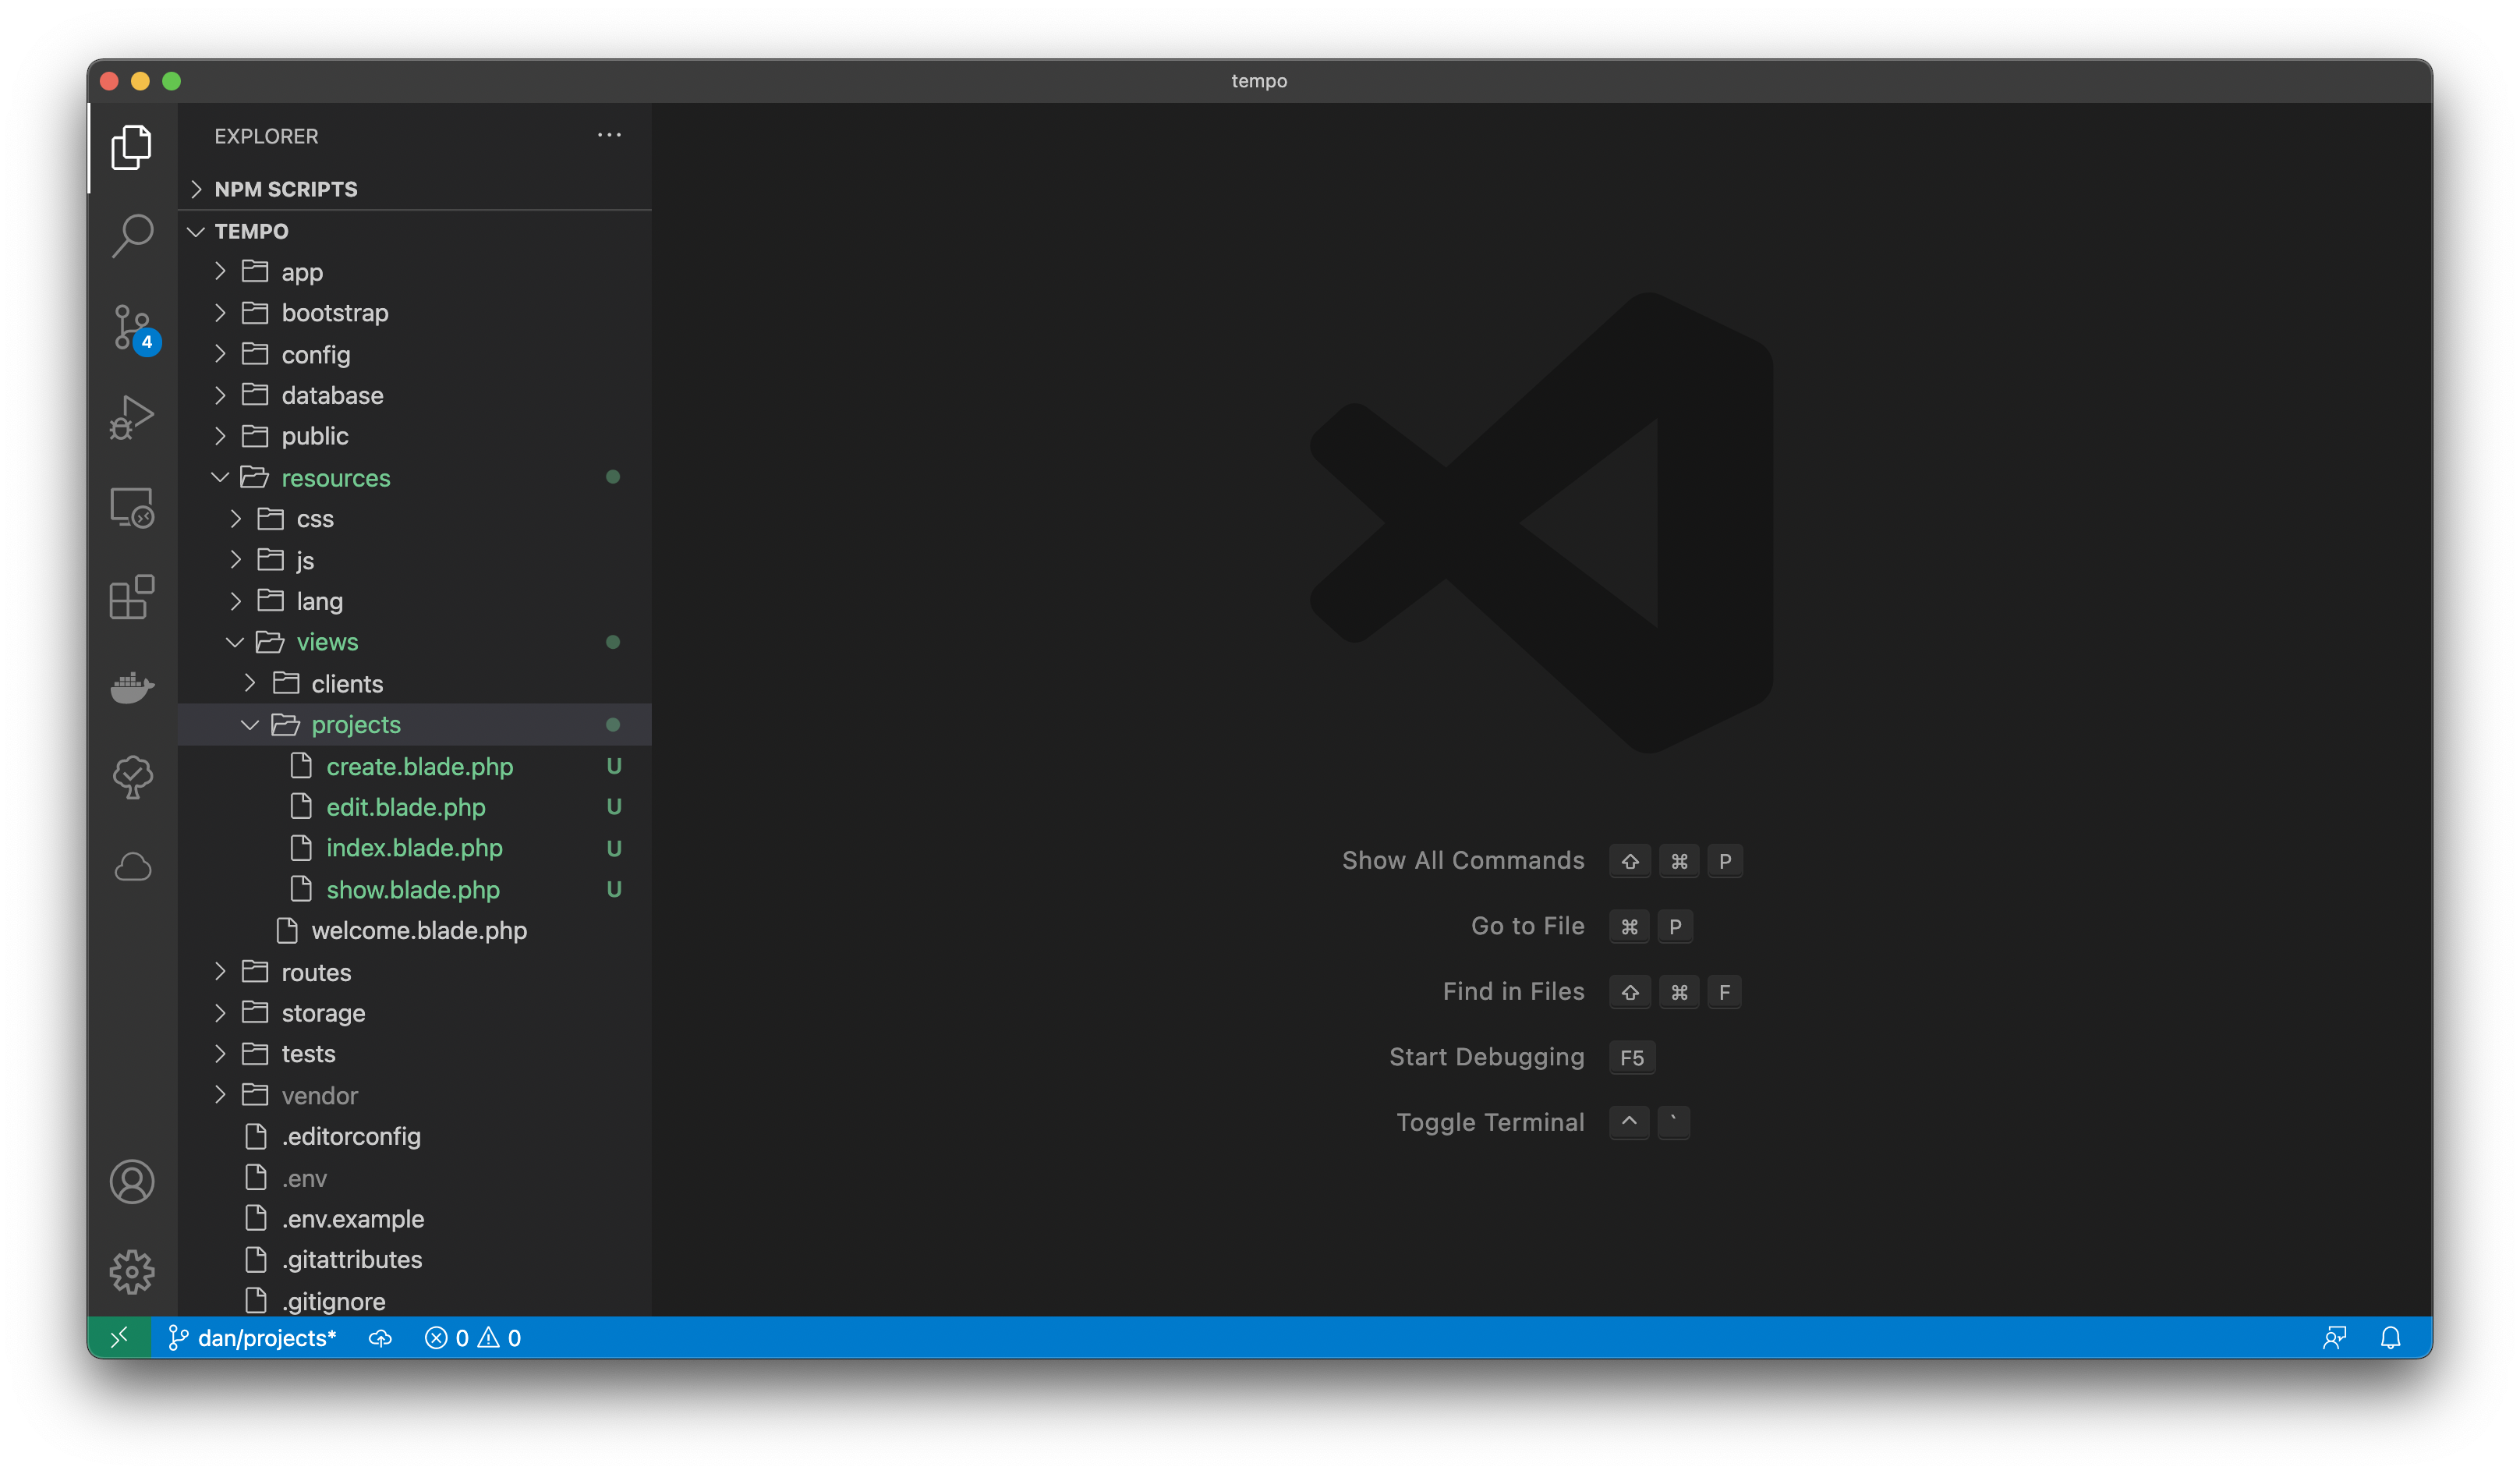 tempo
EXPLORER
NPM SCRIPTS
TEMPO
app
bootstrap
config
database
public
resources
css
js
lang
views
clients
projects
create.blade.php U
edit.blade.php U
index.blade.php U
show.blade.php U
welcome.blade.php
routes
storage
tests
vendor
.editorconfig
.env
.env.example
.gitattributes
.gitignore
4
Show All Commands ⇧ ⌘ P
Go to File ⌘ P
Find in Files ⇧ ⌘ F
Start Debugging F5
Toggle Terminal ^ `
dan/projects* 0 0